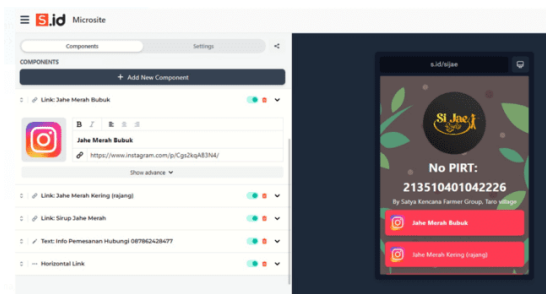 S.id Microsite
Components Settings
COMPONENTS
+ Add New Component
Link: Jahe Merah Bubuk
B I
Jahe Merah Bubuk
https://www.instagram.com/p/Cgs2kqA83N4/
Show advance
Link: Jahe Merah Kering (rajang)
Link: Sirup Jahe Merah
Text: Info Pemesanan Hubungi 087862428477
Horizontal Link
s.id/sijae
Si Jae
No PIRT:
213510401042226
By Satya Kencana Farmer Group, Taro village
Jahe Merah Bubuk
Jahe Merah Kering (rajang)